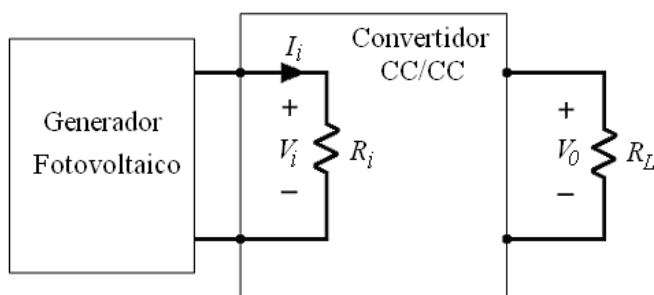 Generador
Fotovoltaico
I_i
+
V_i
−
R_i
Convertidor
CC/CC
+
V_0
−
R_L